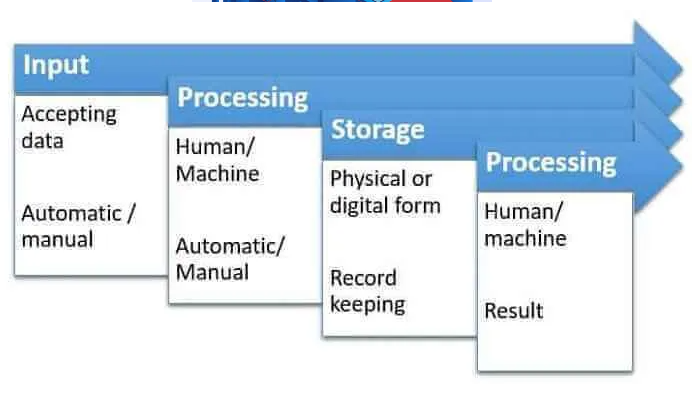 Input
Accepting
data
Automatic /
manual
Processing
Human/
Machine
Automatic/
Manual
Storage
Physical or
digital form
Record
keeping
Processing
Human/
machine
Result